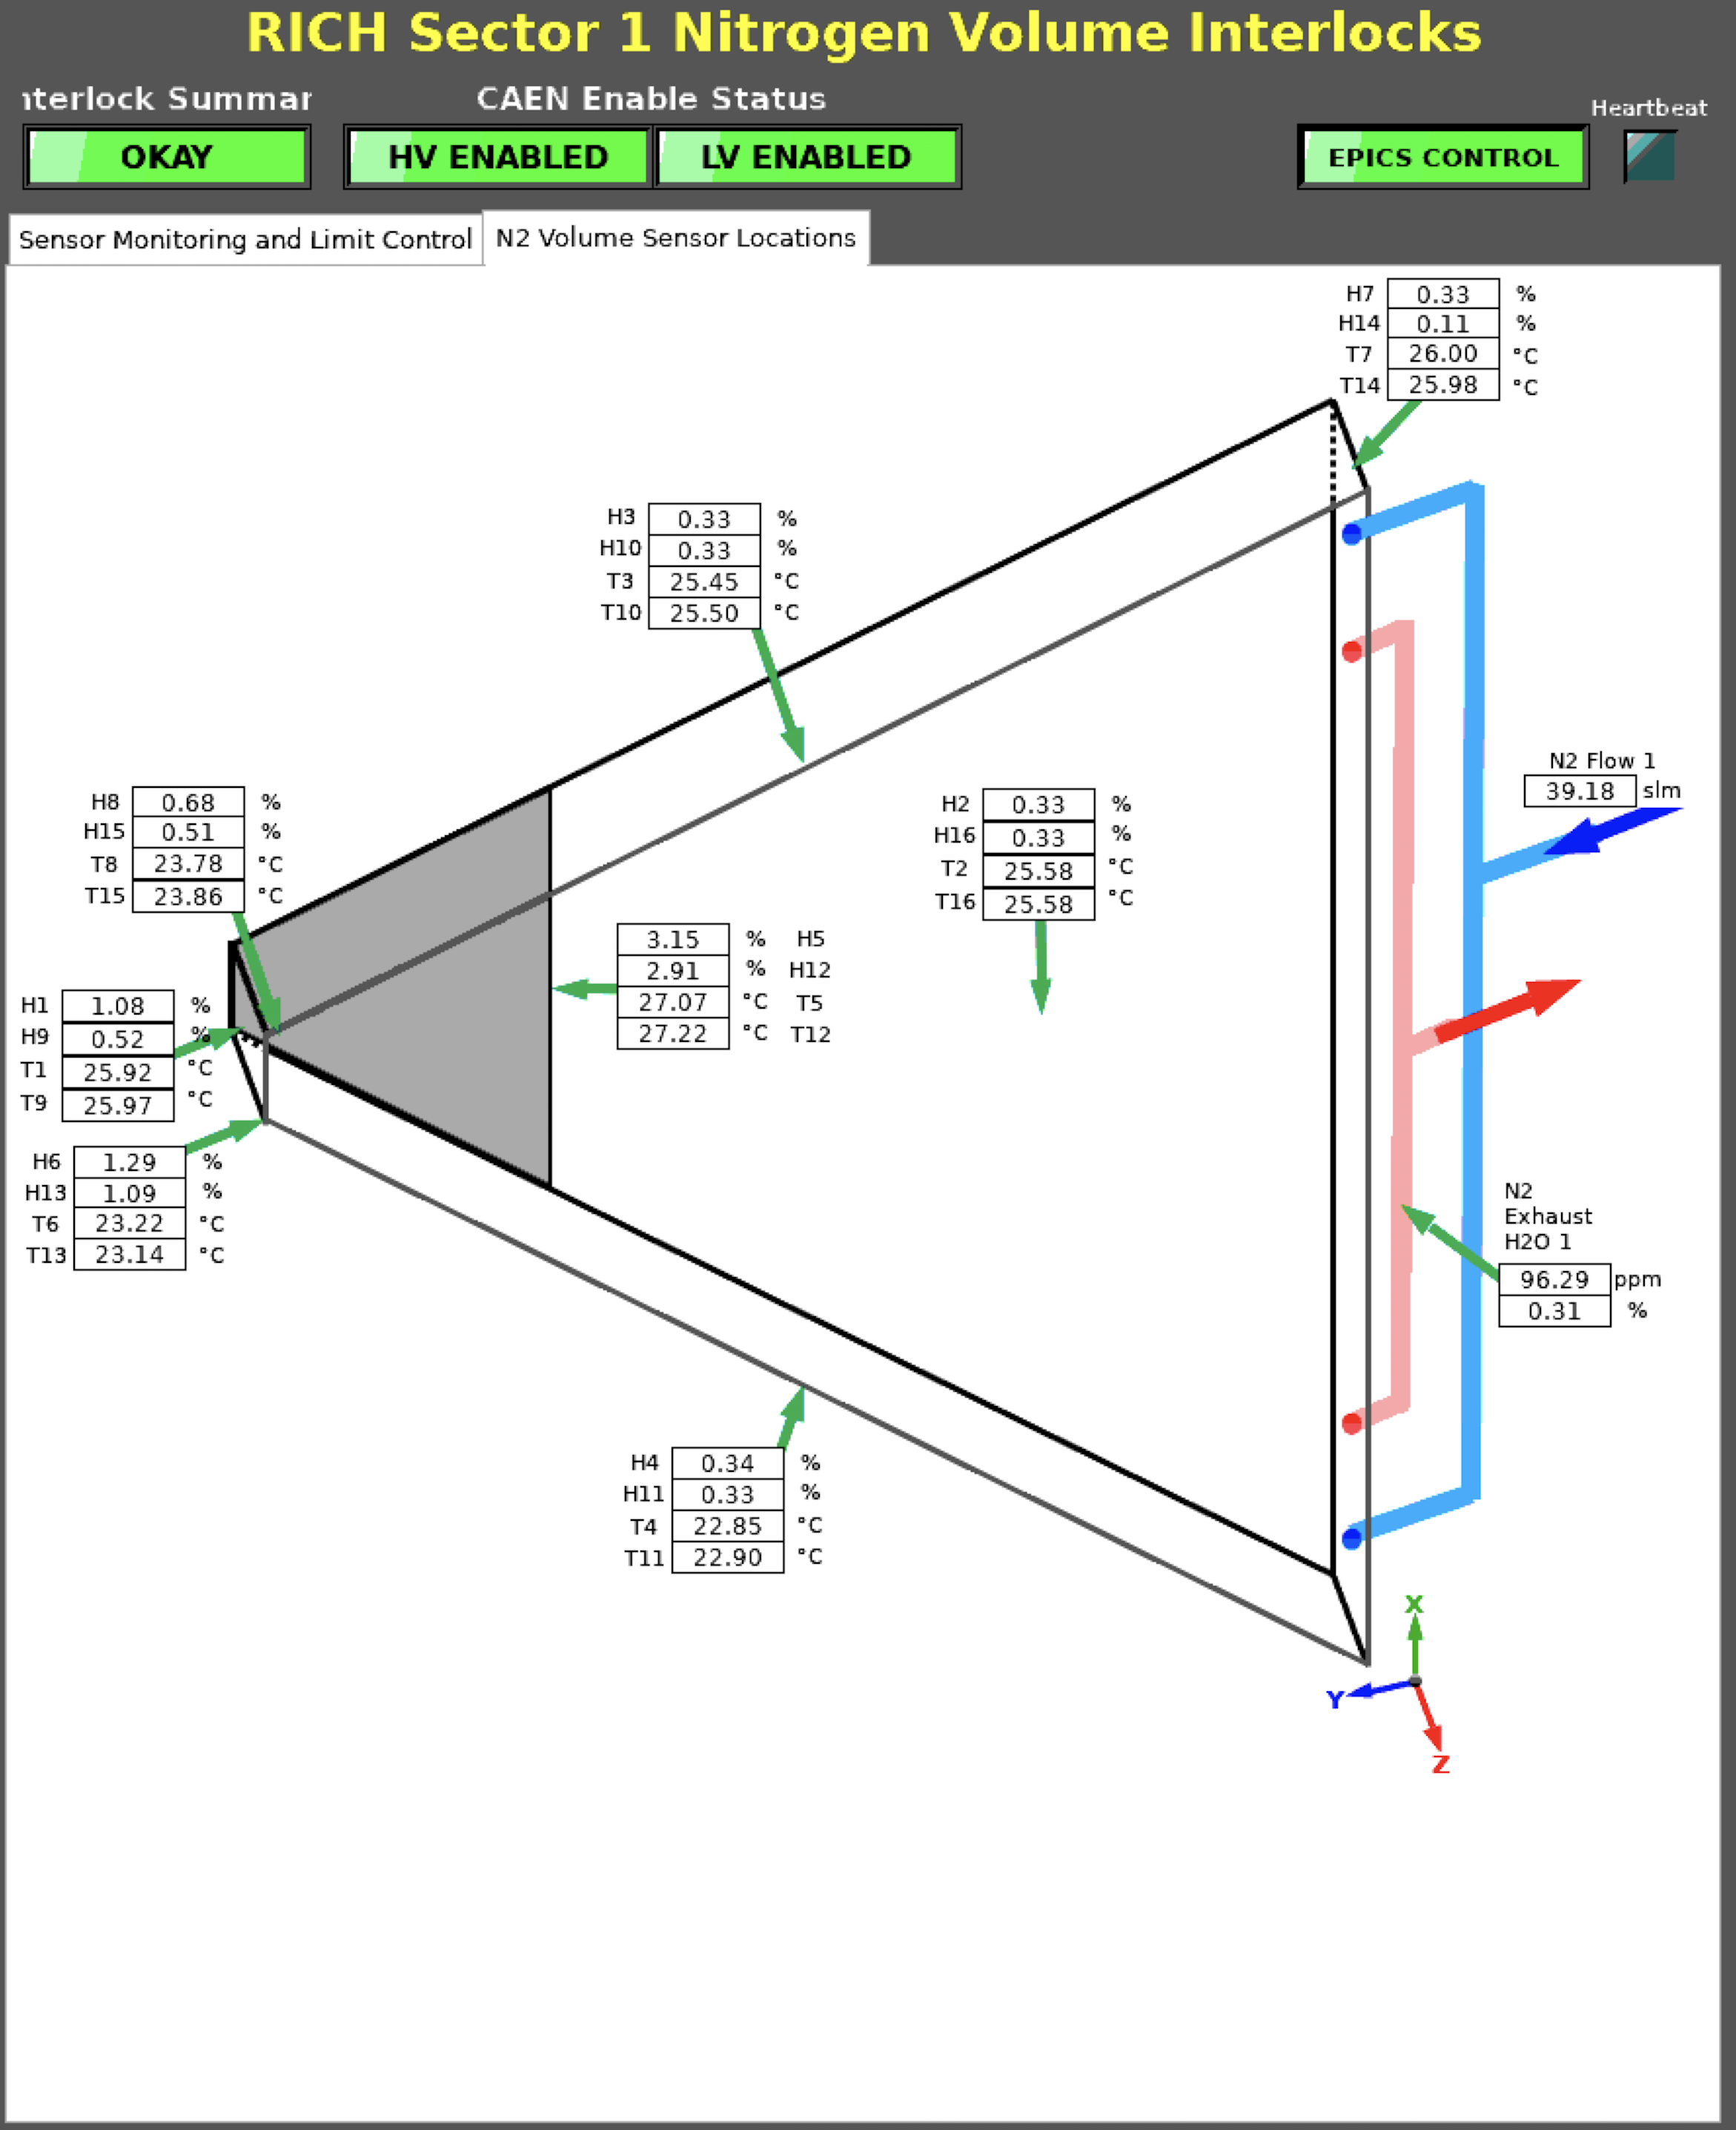 RICH Sector 1 Nitrogen Volume Interlocks
nterlock Summar
CAEN Enable Status
Heartbeat
OKAY
HV ENABLED
LV ENABLED
EPICS CONTROL
Sensor Monitoring and Limit Control
N2 Volume Sensor Locations
H7 0.33 %
H14 0.11 %
T7 26.00 °C
T14 25.98 °C
H3 0.33 %
H10 0.33 %
T3 25.45 °C
T10 25.50 °C
N2 Flow 1
39.18 slm
H8 0.68 %
H15 0.51 %
T8 23.78 °C
T15 23.86 °C
H2 0.33 %
H16 0.33 %
T2 25.58 °C
T16 25.58 °C
3.15 % H5
2.91 % H12
27.07 °C T5
27.22 °C T12
H1 1.08 %
H9 0.52 %
T1 25.92 °C
T9 25.97 °C
H6 1.29 %
H13 1.09 %
T6 23.22 °C
T13 23.14 °C
N2
Exhaust
H2O 1
96.29 ppm
0.31 %
H4 0.34 %
H11 0.33 %
T4 22.85 °C
T11 22.90 °C
X
Y
Z